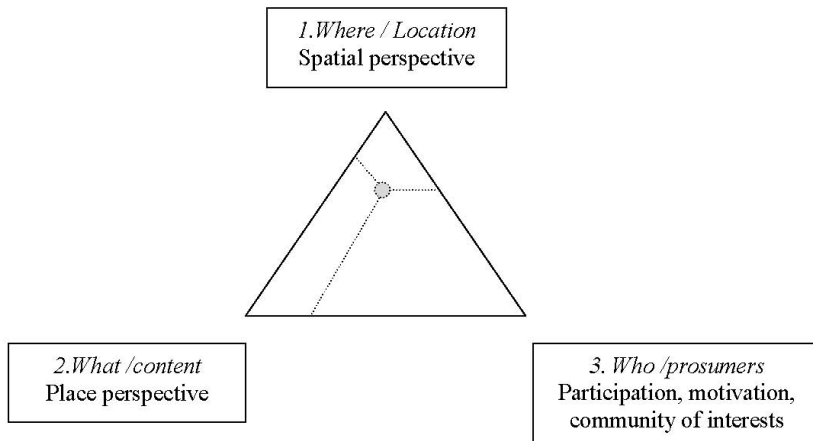 1.Where / Location
Spatial perspective
2.What /content
Place perspective
3. Who /prosumers
Participation, motivation,
community of interests